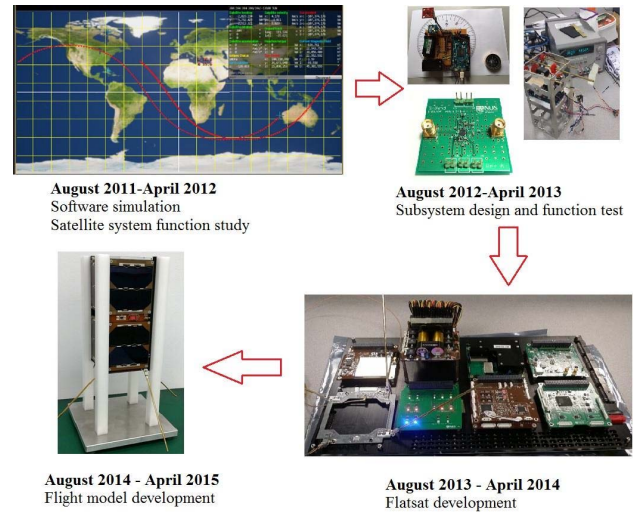 August 2011-April 2012
Software simulation
Satellite system function study
NUS
August 2012-April 2013
Subsystem design and function test
August 2014 - April 2015
Flight model development
August 2013 - April 2014
Flatsat development